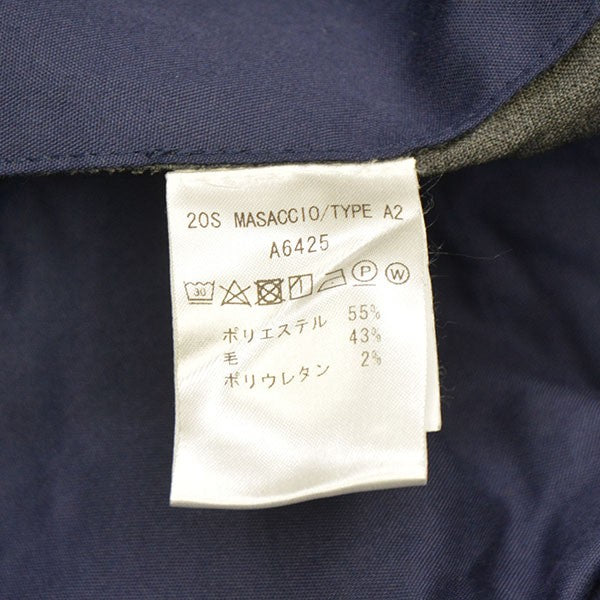 20S MASACCIO/TYPE A2
A6425
30 P W
ポリエステル 55%
毛 43%
ポリウレタン 2%